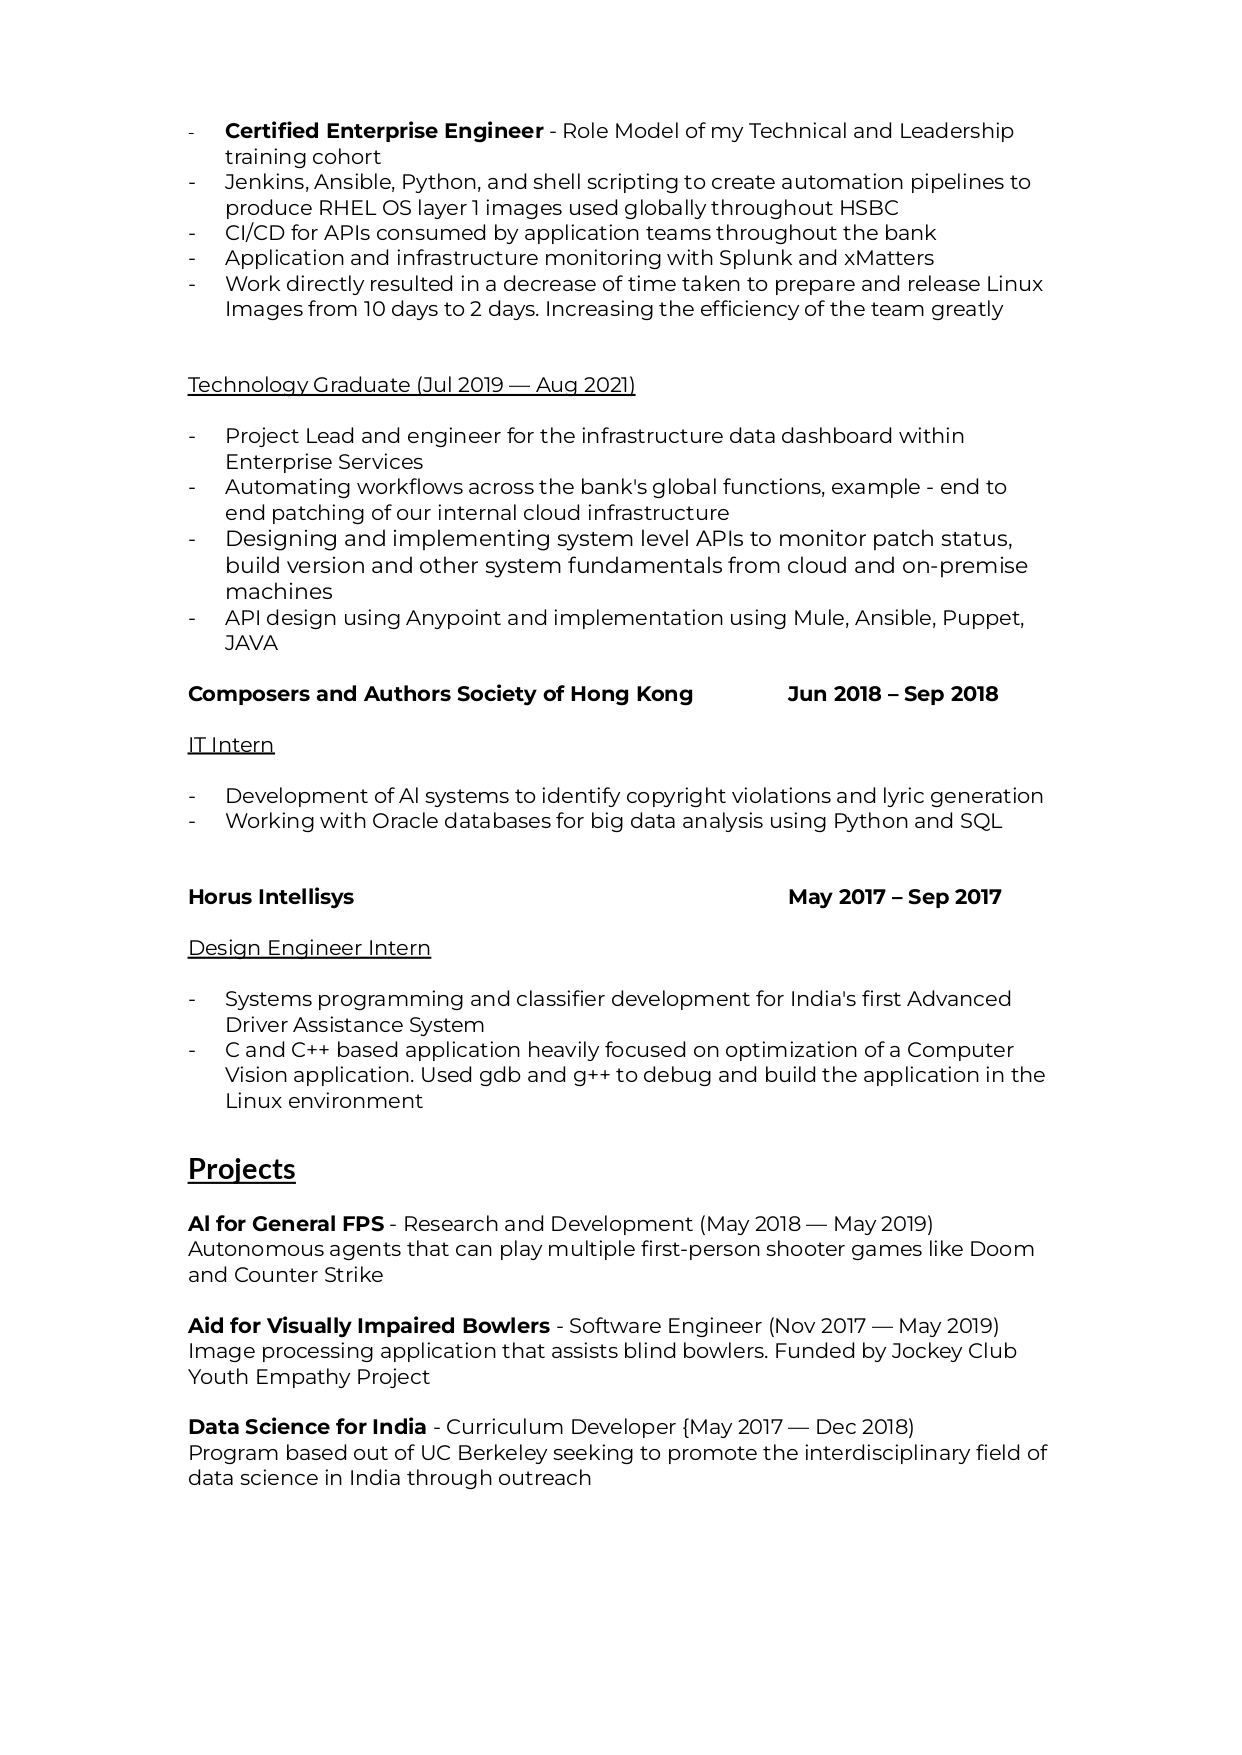 - Certified Enterprise Engineer - Role Model of my Technical and Leadership
training cohort
- Jenkins, Ansible, Python, and shell scripting to create automation pipelines to
produce RHEL OS layer 1 images used globally throughout HSBC
- CI/CD for APIs consumed by application teams throughout the bank
- Application and infrastructure monitoring with Splunk and xMatters
- Work directly resulted in a decrease of time taken to prepare and release Linux
Images from 10 days to 2 days. Increasing the efficiency of the team greatly
Technology Graduate (Jul 2019 — Aug 2021)
- Project Lead and engineer for the infrastructure data dashboard within
Enterprise Services
- Automating workflows across the bank's global functions, example - end to
end patching of our internal cloud infrastructure
- Designing and implementing system level APIs to monitor patch status,
build version and other system fundamentals from cloud and on-premise
machines
- API design using Anypoint and implementation using Mule, Ansible, Puppet,
JAVA
Composers and Authors Society of Hong Kong Jun 2018 – Sep 2018
IT Intern
- Development of Al systems to identify copyright violations and lyric generation
- Working with Oracle databases for big data analysis using Python and SQL
Horus Intellisys May 2017 – Sep 2017
Design Engineer Intern
- Systems programming and classifier development for India's first Advanced
Driver Assistance System
- C and C++ based application heavily focused on optimization of a Computer
Vision application. Used gdb and g++ to debug and build the application in the
Linux environment
Projects
Al for General FPS - Research and Development (May 2018 — May 2019)
Autonomous agents that can play multiple first-person shooter games like Doom
and Counter Strike
Aid for Visually Impaired Bowlers - Software Engineer (Nov 2017 — May 2019)
Image processing application that assists blind bowlers. Funded by Jockey Club
Youth Empathy Project
Data Science for India - Curriculum Developer {May 2017 — Dec 2018)
Program based out of UC Berkeley seeking to promote the interdisciplinary field of
data science in India through outreach